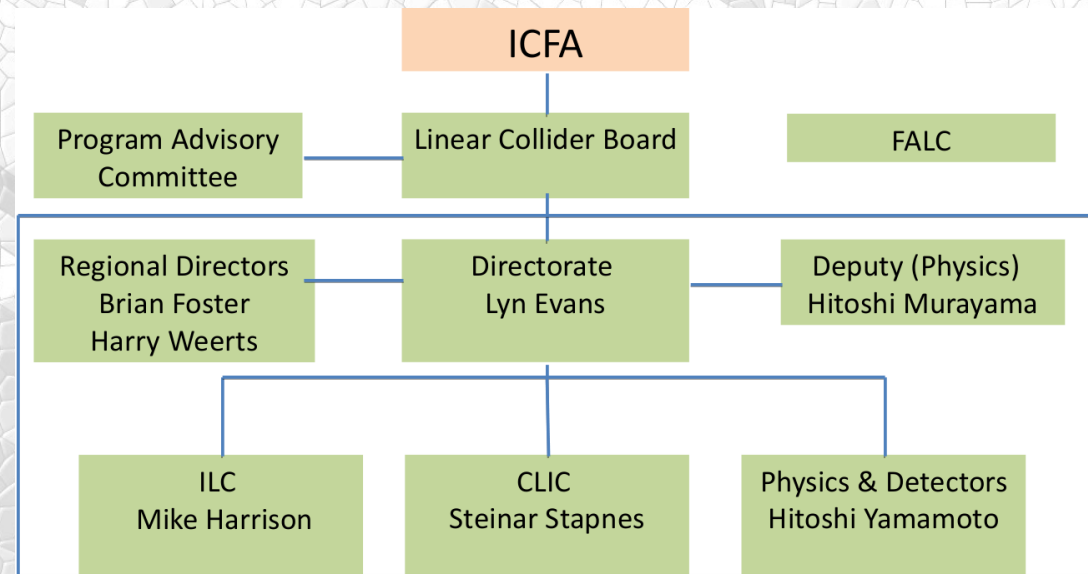 ICFA
Program Advisory
Committee
Linear Collider Board
FALC
Regional Directors
Brian Foster
Harry Weerts
Directorate
Lyn Evans
Deputy (Physics)
Hitoshi Murayama
ILC
Mike Harrison
CLIC
Steinar Stapnes
Physics & Detectors
Hitoshi Yamamoto